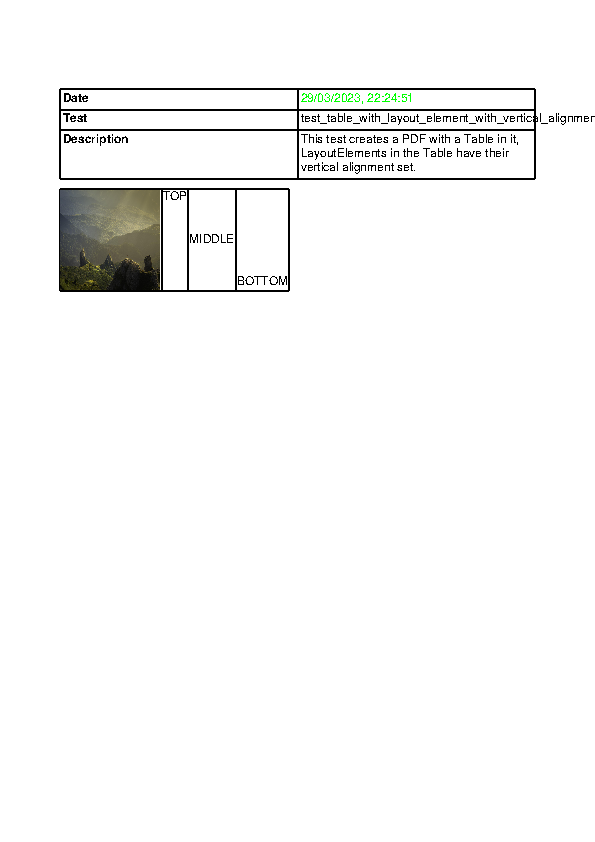 Date
29/03/2023, 22:24:51
Test
test_table_with_layout_element_with_vertical_alignmen
Description
This test creates a PDF with a Table in it,
LayoutElements in the Table have their
vertical alignment set.
TOP
MIDDLE
BOTTOM